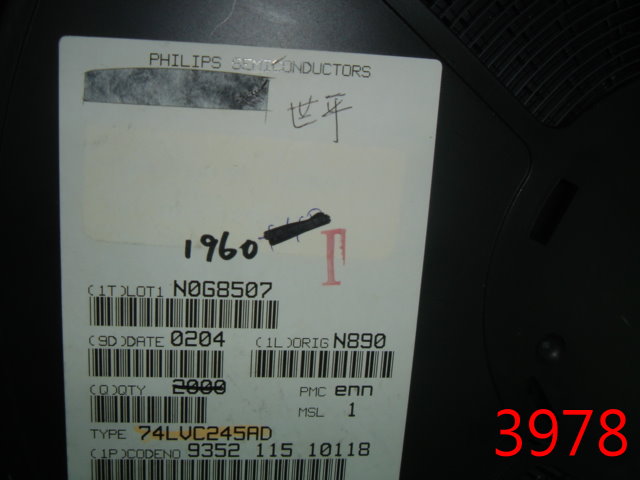 PHILIPS SEMICONDUCTORS
世平
1960
T
(1T)LOT1 N0G8507
(9D)DATE 0204 (1L)ORIG N890
(Q)QTY 2000 PMC enn
MSL 1
TYPE 74LVC245AD
(1P)CODENO 9352 115 10118
3978